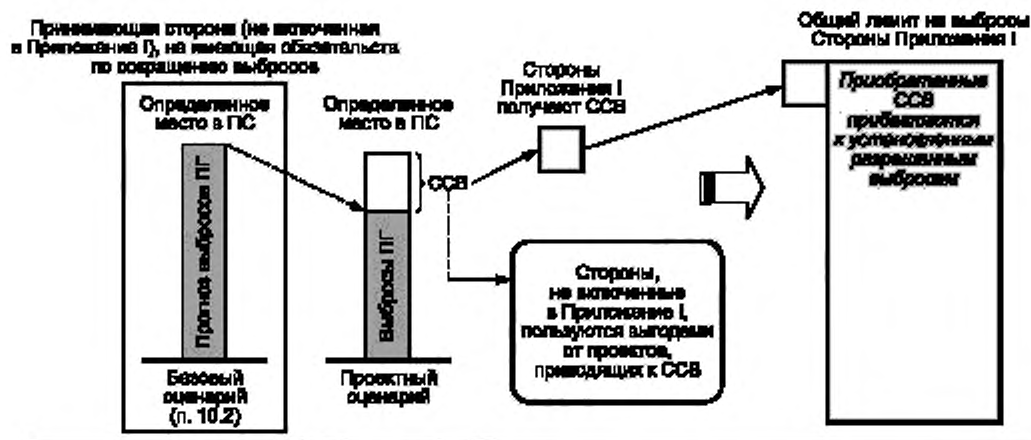 Принимающая сторона (не включенная
в Приложение I), не имеющая обязательств
по сокращению выбросов
Определенное
место в ПС
Прогноз выбросов ПГ
Базовый
сценарий
(п. 10.2)
Определенное
место в ПС
ССВ
Выбросы ПГ
Проектный
сценарий
Стороны
Приложения I
получают ССВ
Стороны,
не включенные
в Приложение I,
пользуются выгодами
от проектов,
приводящих к ССВ
Общий лимит на выбросы
Стороны Приложения I
Приобретенные
ССВ
прибавляются
к установленным
разрешенным
выбросам